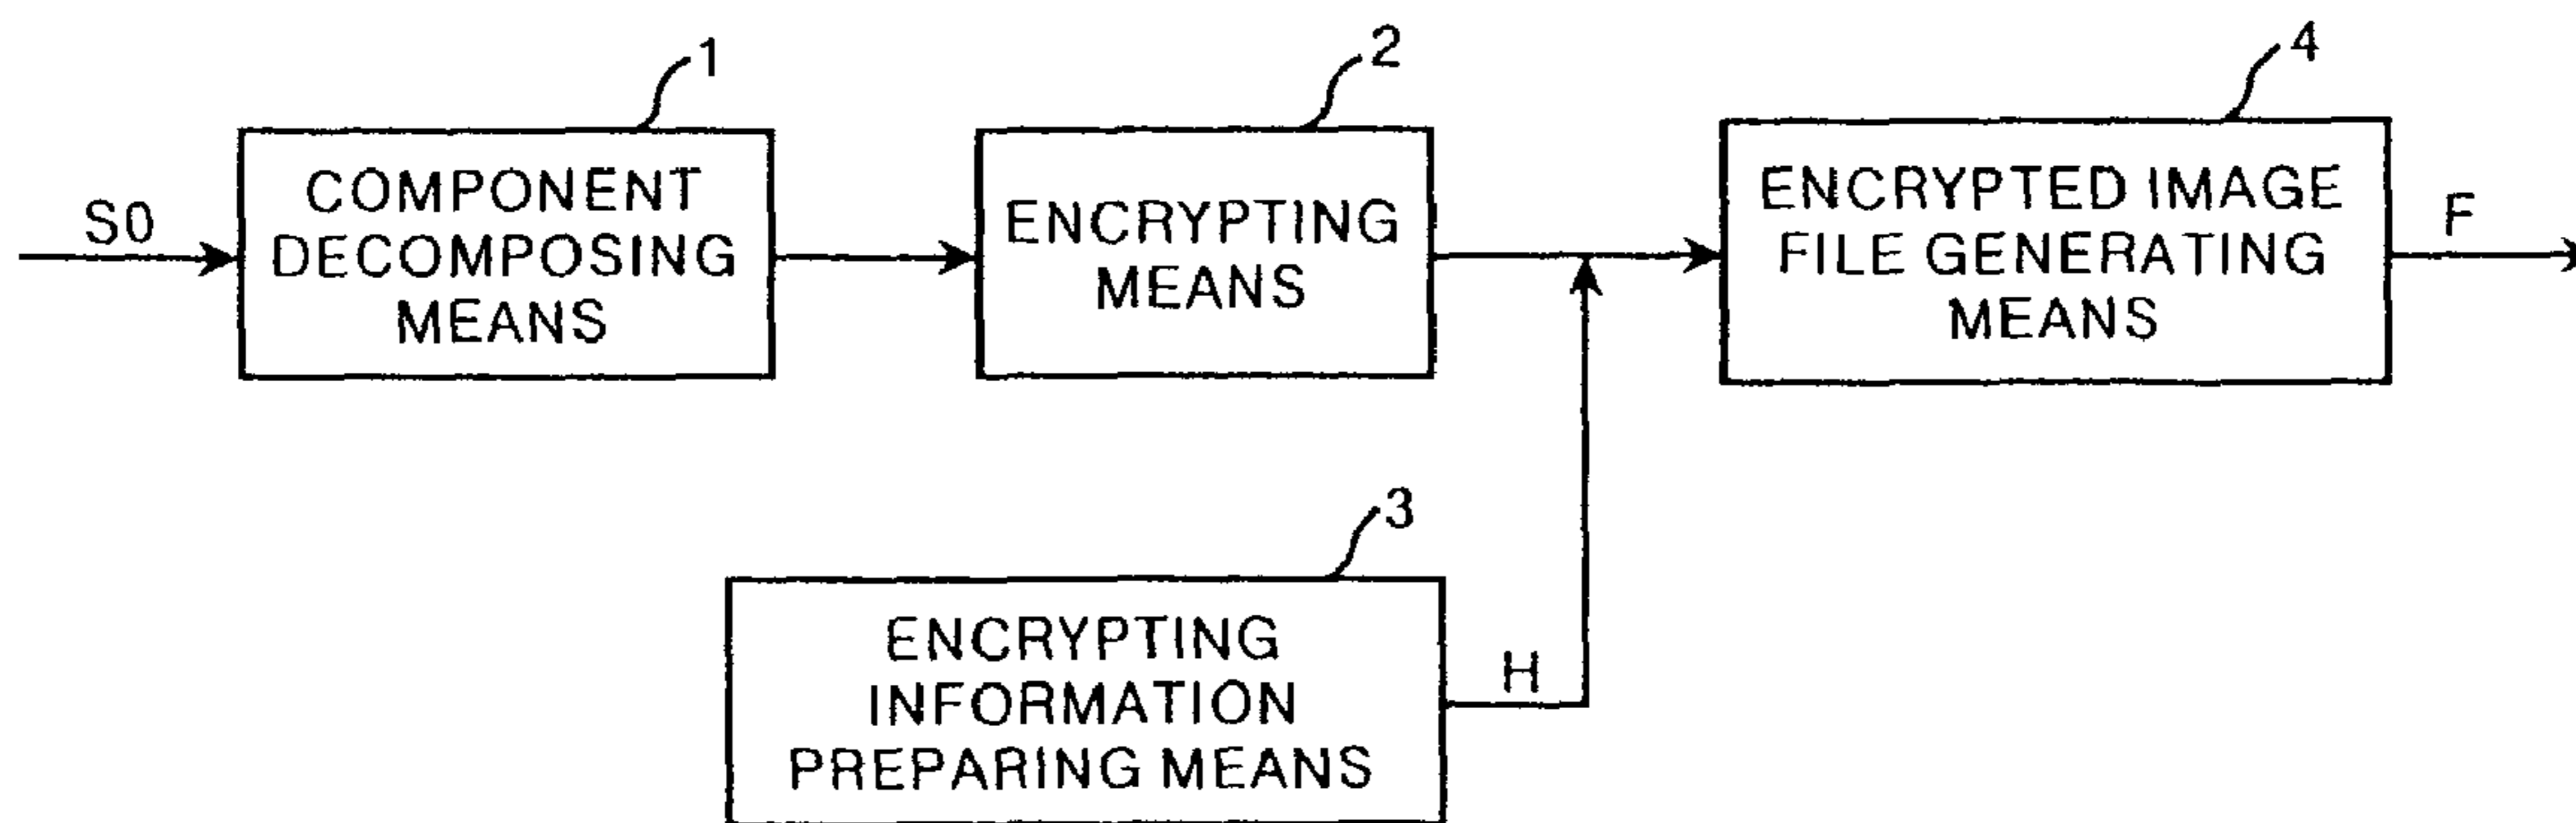 1
2
4
S0
COMPONENT
DECOMPOSING
MEANS
ENCRYPTING
MEANS
ENCRYPTED IMAGE
FILE GENERATING
MEANS
F
3
ENCRYPTING
INFORMATION
PREPARING MEANS
H